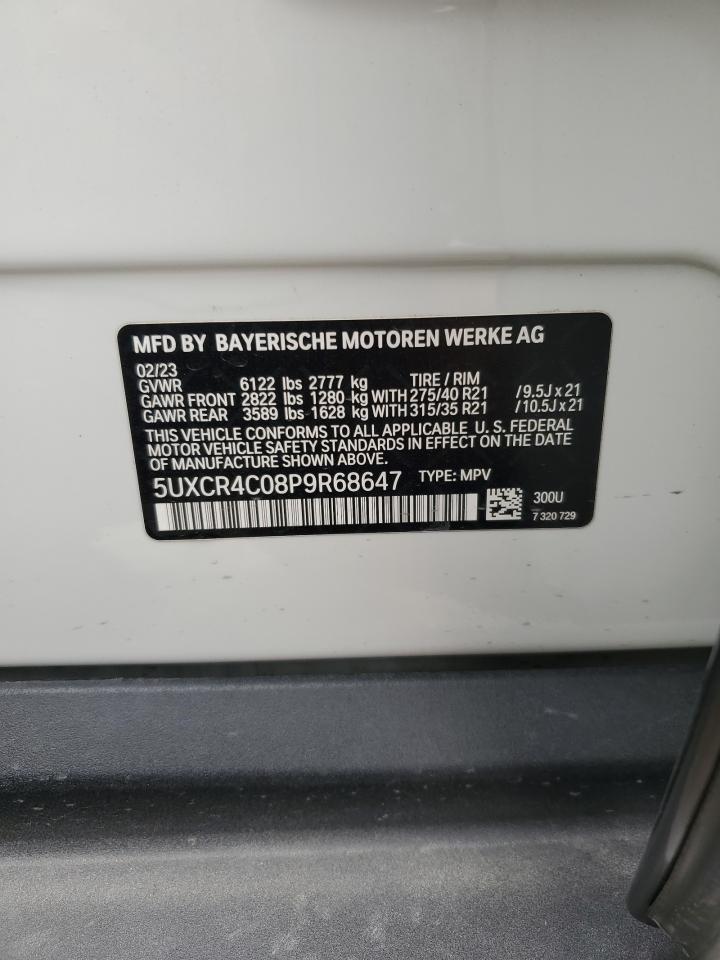 MFD BY BAYERISCHE MOTOREN WERKE AG
02/23 TIRE / RIM
GVWR 6122 lbs 2777 kg
GAWR FRONT 2822 lbs 1280 kg WITH 275/40 R21 /9.5J x 21
GAWR REAR 3589 lbs 1628 kg WITH 315/35 R21 /10.5J x 21
THIS VEHICLE CONFORMS TO ALL APPLICABLE U. S. FEDERAL
MOTOR VEHICLE SAFETY STANDARDS IN EFFECT ON THE DATE
OF MANUFACTURE SHOWN ABOVE.
5UXCR4C08P9R68647 TYPE: MPV
300U
7 320 729